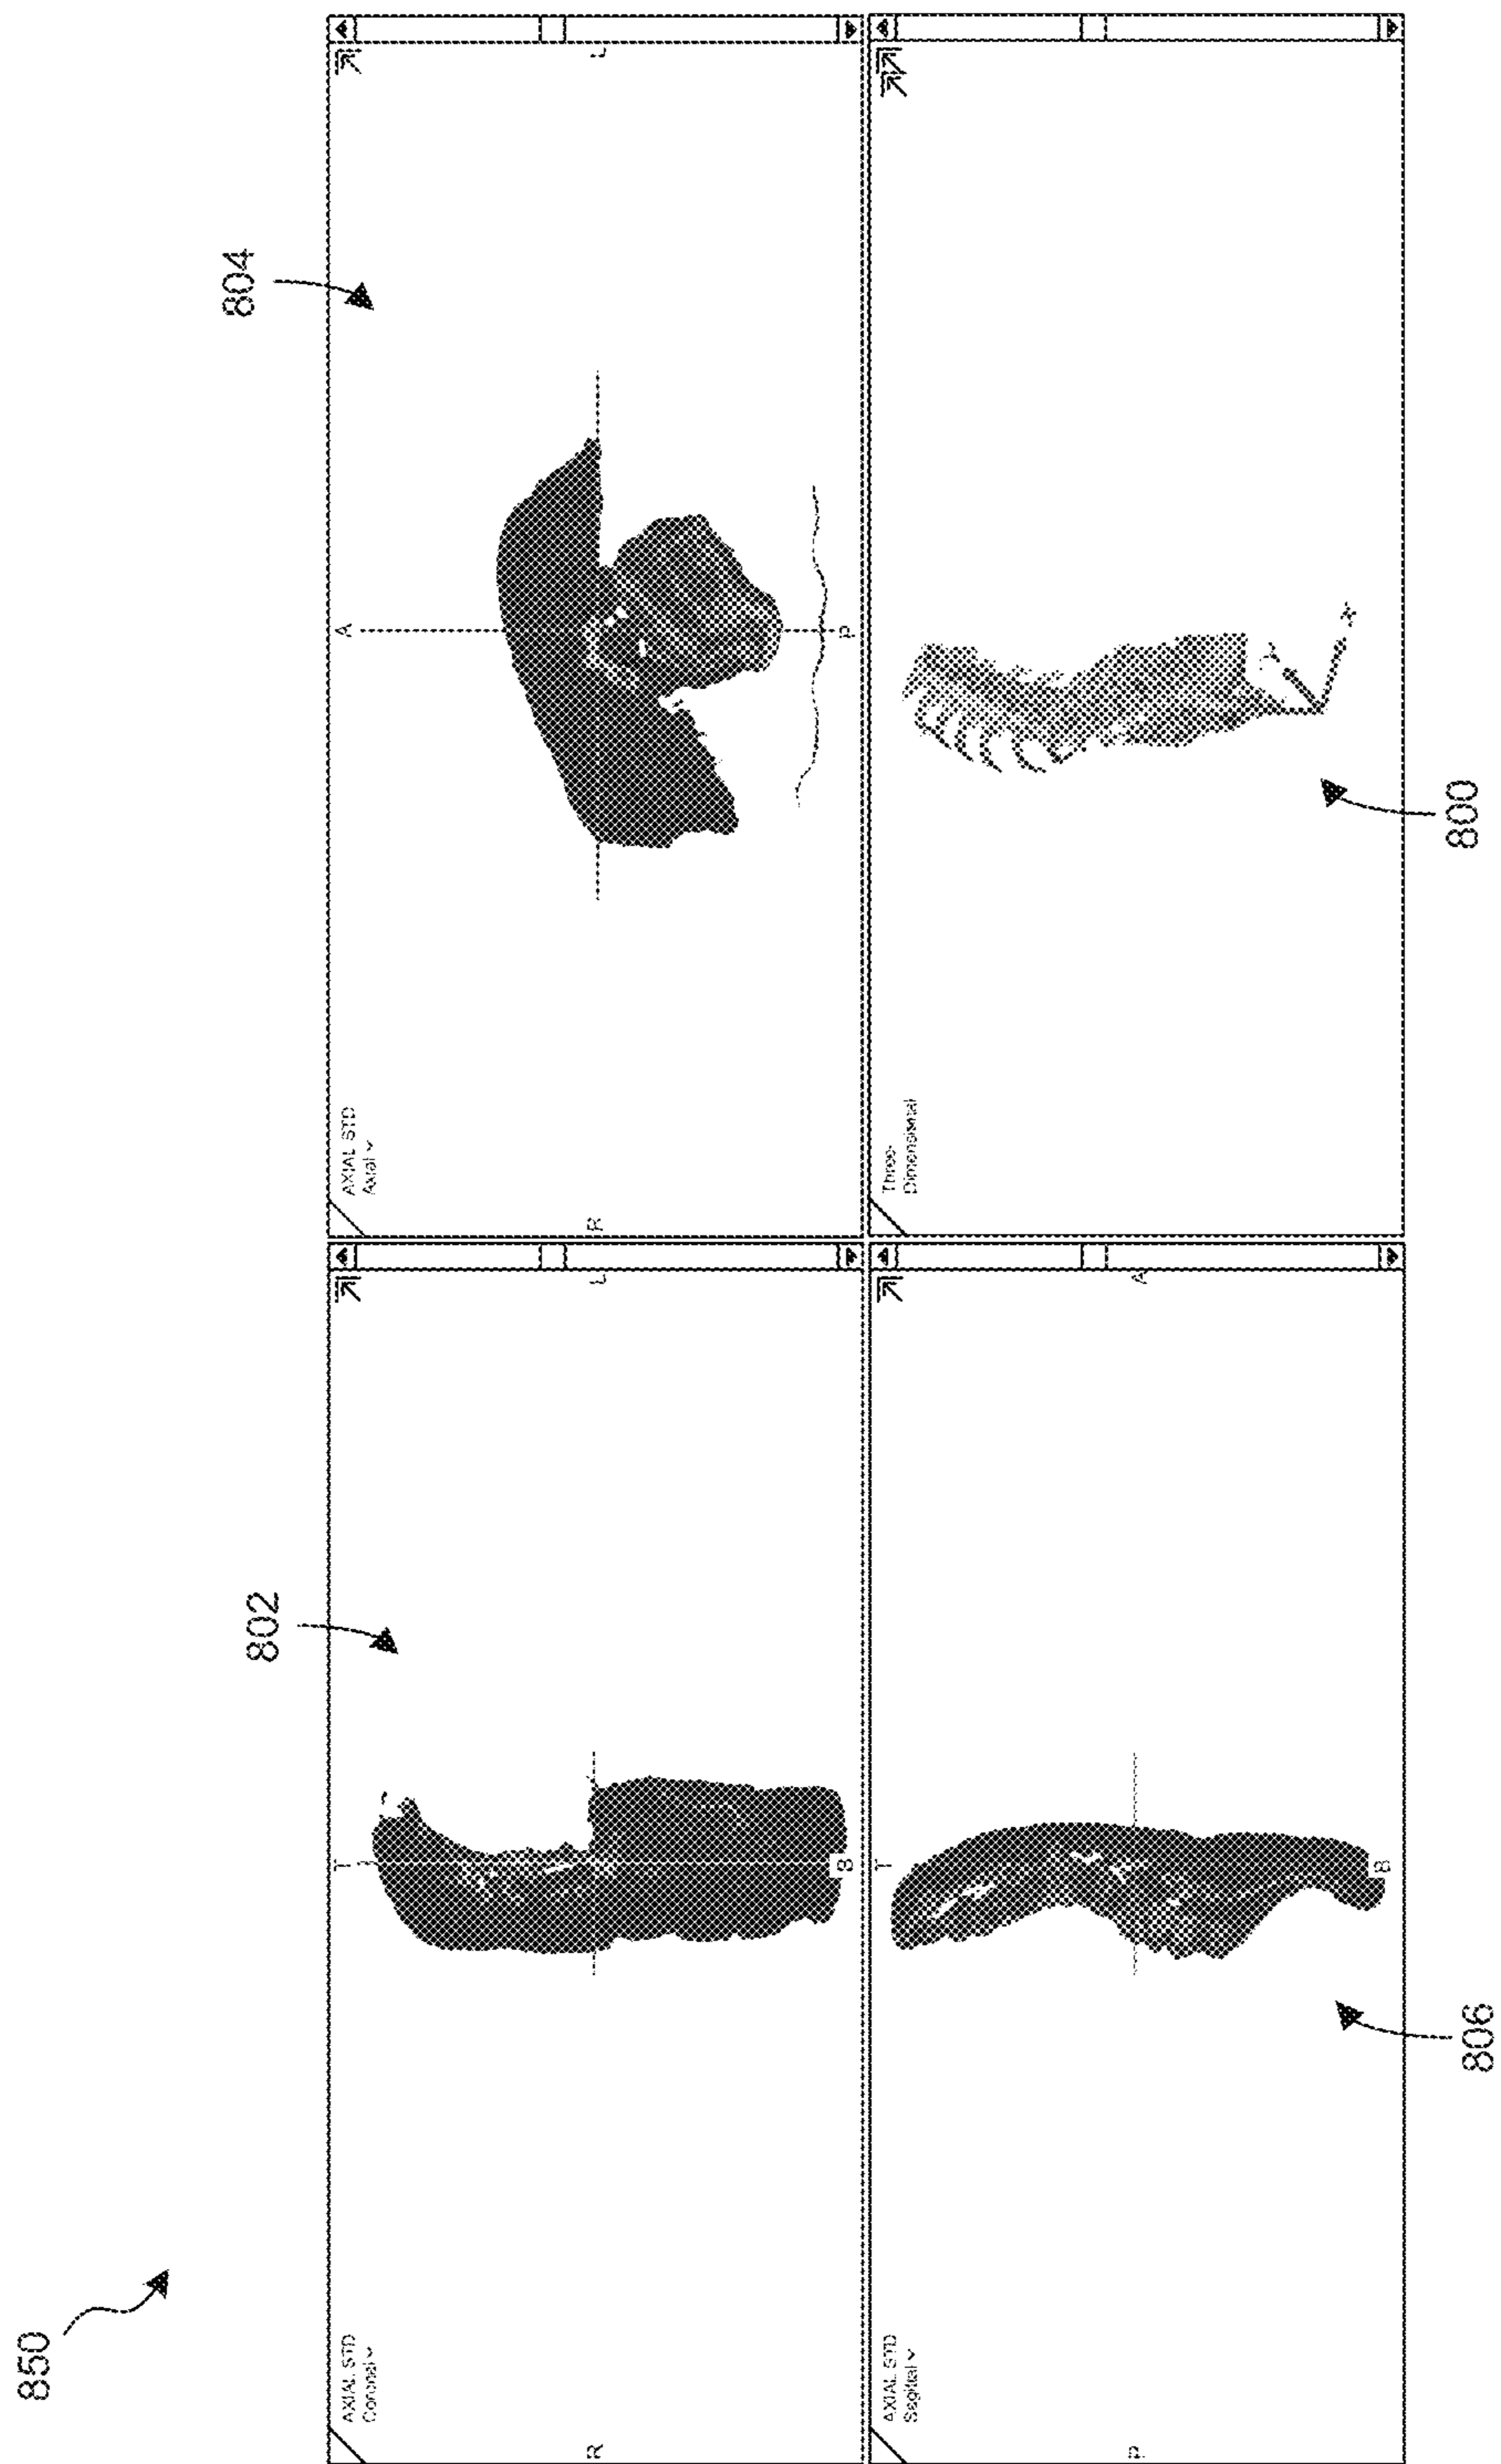 850
802
804
AXIAL STD
Coronal
T
R
L
B
AXIAL STD
Axial
A
R
L
P
AXIAL STD
Sagittal
T
P
A
B
Three-
Dimensional
Y
X
806
800